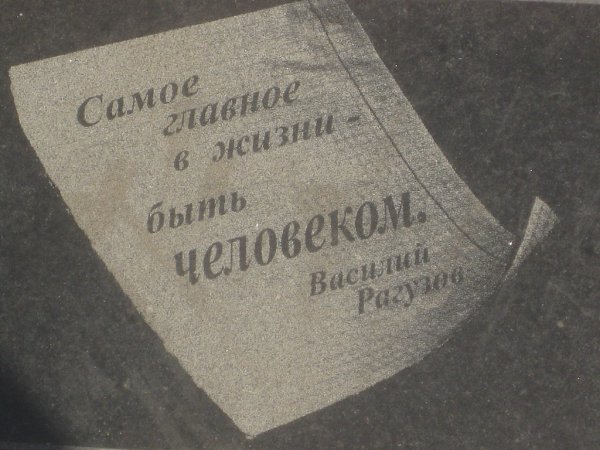 Самое
главное
в жизни -
быть
человеком.
Василий
Рагузов